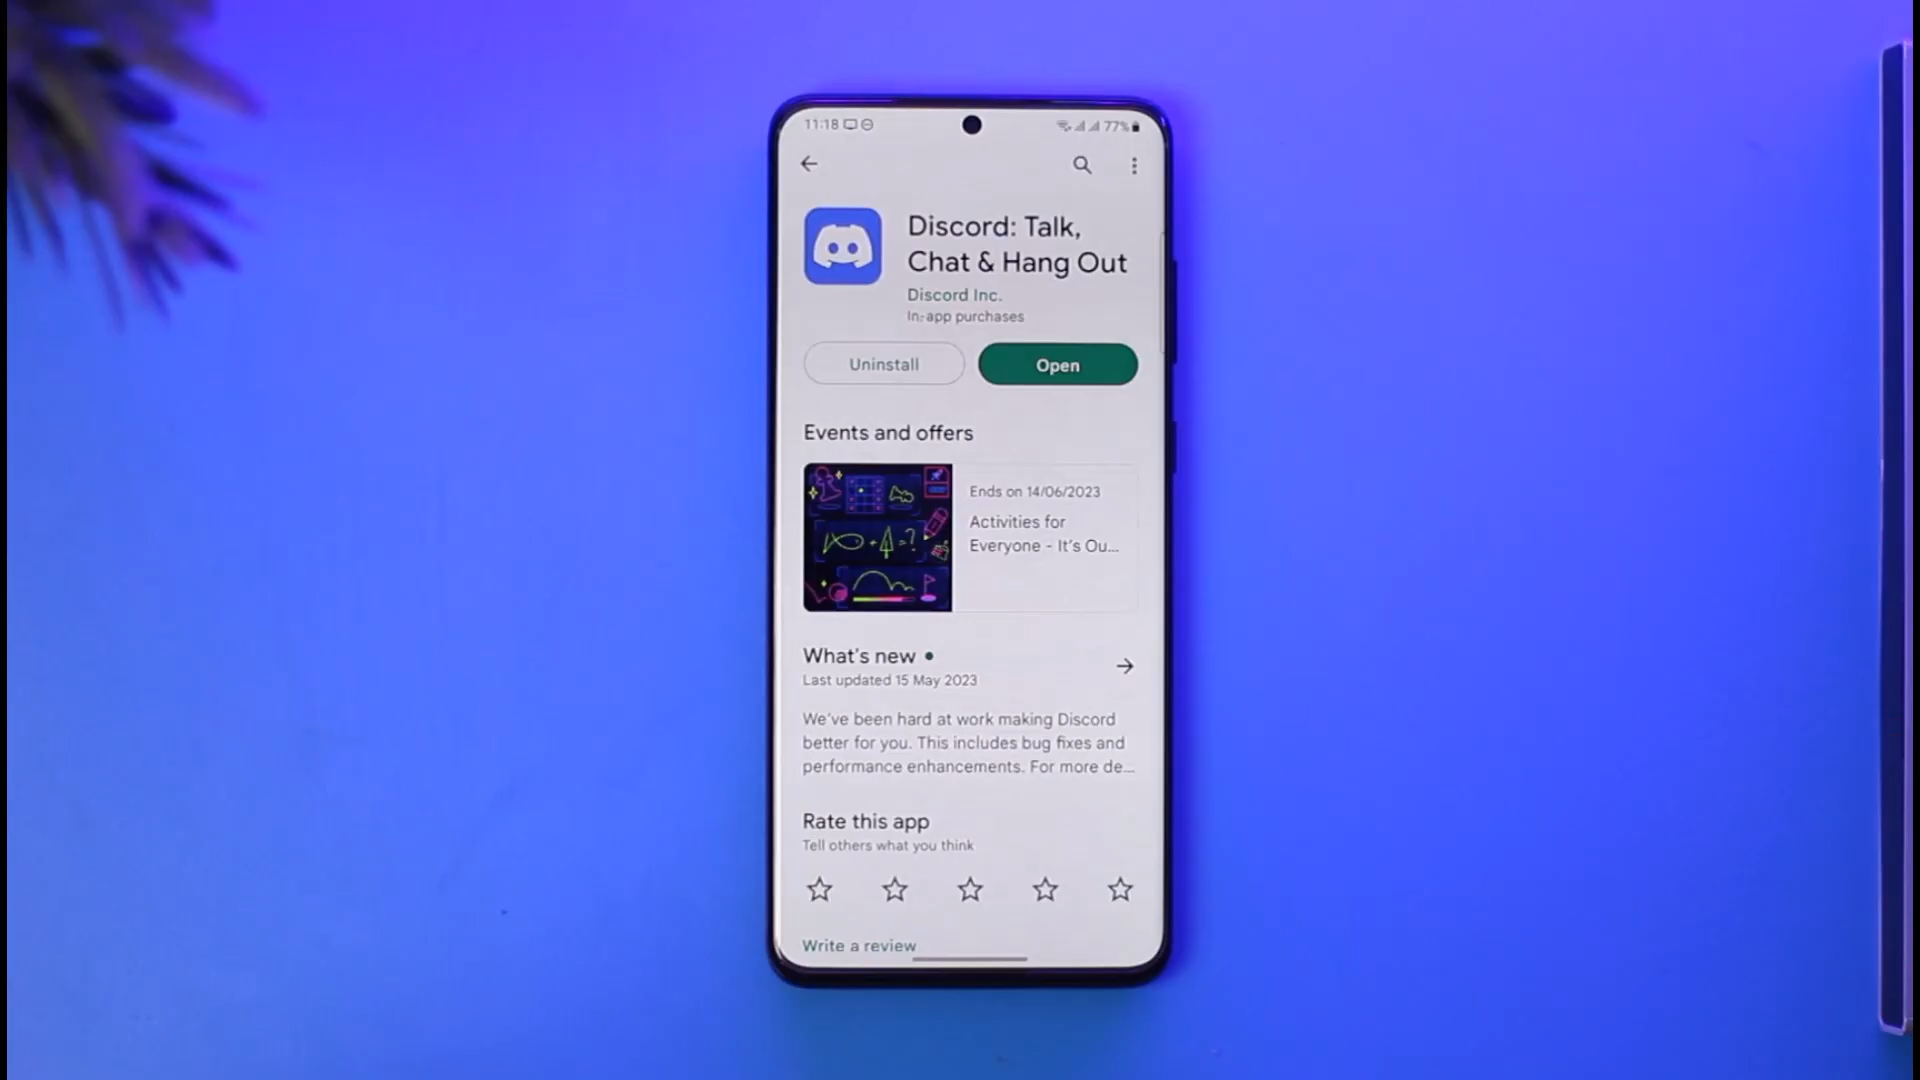 11:18
77%
Discord: Talk,
Chat & Hang Out
Discord Inc.
In-app purchases
Uninstall
Open
Events and offers
Ends on 14/06/2023
Activities for
Everyone - It's Ou...
What's new •
Last updated 15 May 2023
We've been hard at work making Discord
better for you. This includes bug fixes and
performance enhancements. For more de...
Rate this app
Tell others what you think
Write a review